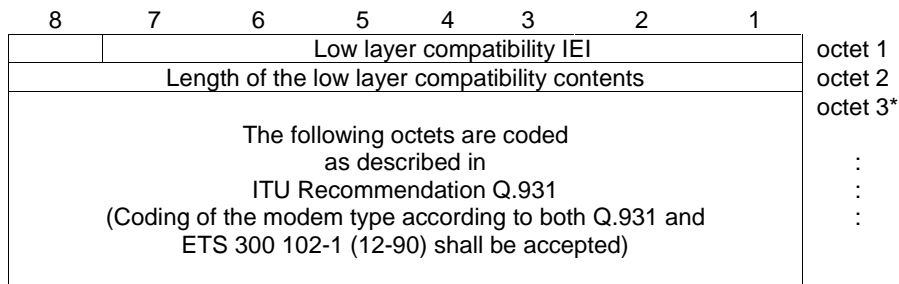 8 7 6 5 4 3 2 1
Low layer compatibility IEI octet 1
Length of the low layer compatibility contents octet 2
octet 3*
The following octets are coded
as described in :
ITU Recommendation Q.931 :
(Coding of the modem type according to both Q.931 and :
ETS 300 102-1 (12-90) shall be accepted)